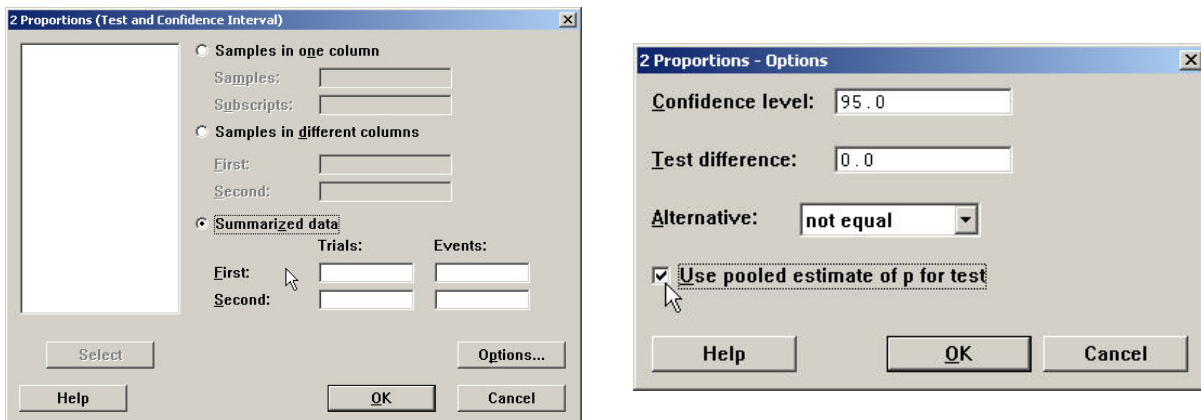 2 Proportions (Test and Confidence Interval)
Samples in one column
Samples:
Subscripts:
Samples in different columns
First:
Second:
Summarized data
Trials: Events:
First:
Second:
Select
Options...
Help
OK
Cancel
2 Proportions - Options
Confidence level: 95.0
Test difference: 0.0
Alternative: not equal
Use pooled estimate of p for test
Help
OK
Cancel